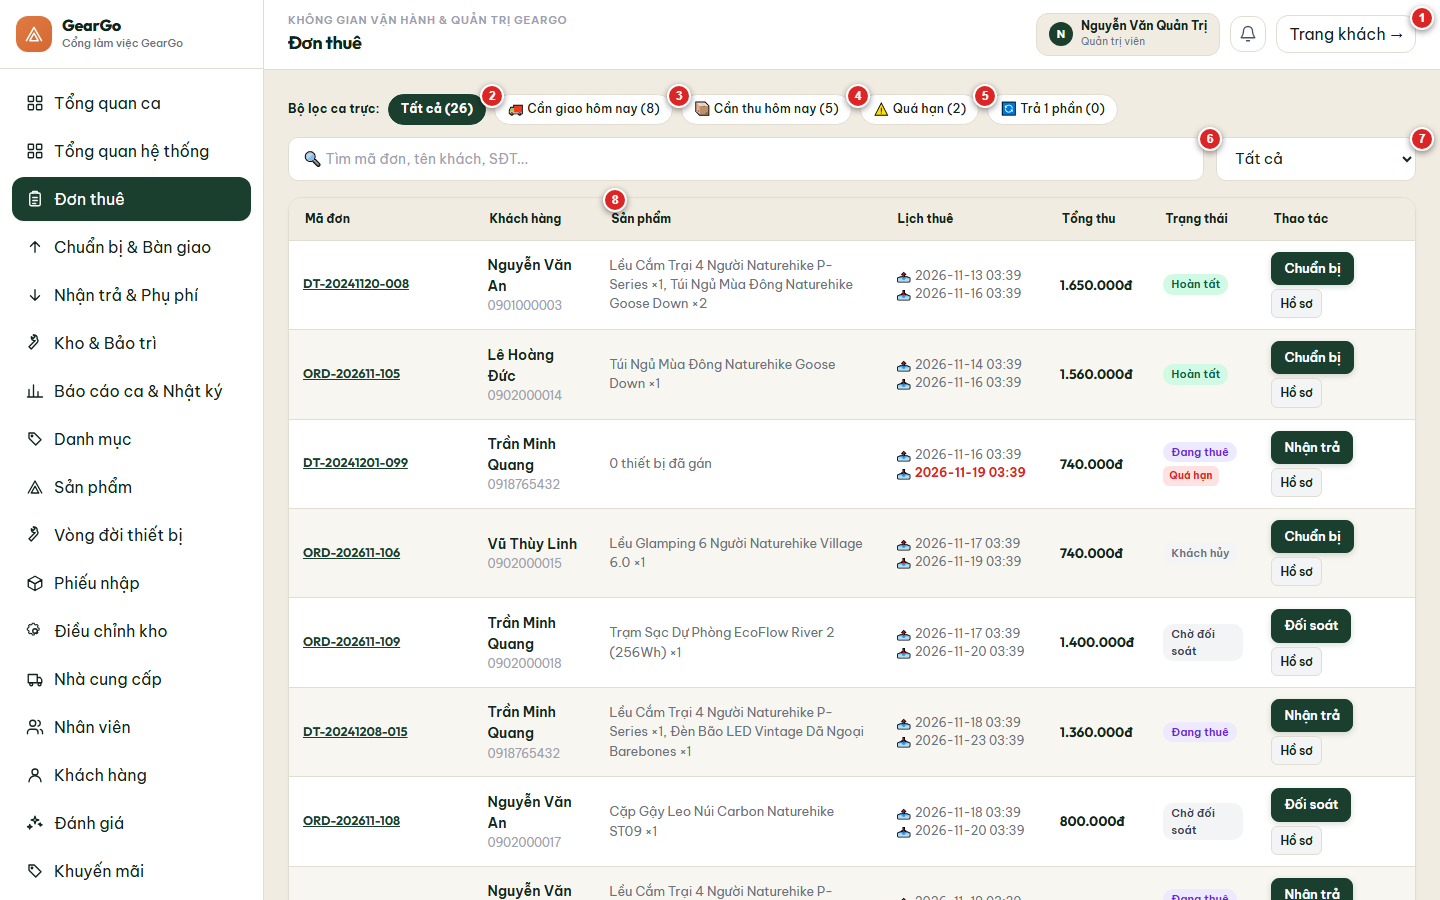 GearGo
Cổng làm việc GearGo
Tổng quan ca
Tổng quan hệ thống
Đơn thuê
Chuẩn bị & Bàn giao
Nhận trả & Phụ phí
Kho & Bảo trì
Báo cáo ca & Nhật ký
Danh mục
Sản phẩm
Vòng đời thiết bị
Phiếu nhập
Điều chỉnh kho
Nhà cung cấp
Nhân viên
Khách hàng
Đánh giá
Khuyến mãi
KHÔNG GIAN VẬN HÀNH & QUẢN TRỊ GEARGO
Đơn thuê
N
Nguyễn Văn Quản Trị
Quản trị viên
Trang khách →
1
Bộ lọc ca trực:
Tất cả (26)
2
Cần giao hôm nay (8)
3
Cần thu hôm nay (5)
4
Quá hạn (2)
5
Trả 1 phần (0)
Tìm mã đơn, tên khách, SĐT...
6
Tất cả
7
8
Mã đơn Khách hàng Sản phẩm Lịch thuê Tổng thu Trạng thái Thao tác
DT-20241120-008
Nguyễn Văn
An
0901000003
Lều Cắm Trại 4 Người Naturehike P-
Series ×1, Túi Ngủ Mùa Đông Naturehike
Goose Down ×2
2026-11-13 03:39
2026-11-16 03:39
1.650.000đ
Hoàn tất
Chuẩn bị
Hồ sơ
ORD-202611-105
Lê Hoàng
Đức
0902000014
Túi Ngủ Mùa Đông Naturehike Goose
Down ×1
2026-11-14 03:39
2026-11-16 03:39
1.560.000đ
Hoàn tất
Chuẩn bị
Hồ sơ
DT-20241201-099
Trần Minh
Quang
0918765432
0 thiết bị đã gán
2026-11-16 03:39
2026-11-19 03:39
740.000đ
Đang thuê
Quá hạn
Nhận trả
Hồ sơ
ORD-202611-106
Vũ Thùy Linh
0902000015
Lều Glamping 6 Người Naturehike Village
6.0 ×1
2026-11-17 03:39
2026-11-19 03:39
740.000đ
Khách hủy
Chuẩn bị
Hồ sơ
ORD-202611-109
Trần Minh
Quang
0902000018
Trạm Sạc Dự Phòng EcoFlow River 2
(256Wh) ×1
2026-11-17 03:39
2026-11-20 03:39
1.400.000đ
Chờ đối
soát
Đối soát
Hồ sơ
DT-20241208-015
Trần Minh
Quang
0918765432
Lều Cắm Trại 4 Người Naturehike P-
Series ×1, Đèn Bão LED Vintage Dã Ngoại
Barebones ×1
2026-11-18 03:39
2026-11-23 03:39
1.360.000đ
Đang thuê
Nhận trả
Hồ sơ
ORD-202611-108
Nguyễn Văn
An
0902000017
Cặp Gậy Leo Núi Carbon Naturehike
ST09 ×1
2026-11-18 03:39
2026-11-20 03:39
800.000đ
Chờ đối
soát
Đối soát
Hồ sơ
Nguyễn Văn
Lều Cắm Trại 4 Người Naturehike P-
Đang thuê
Nhận trả